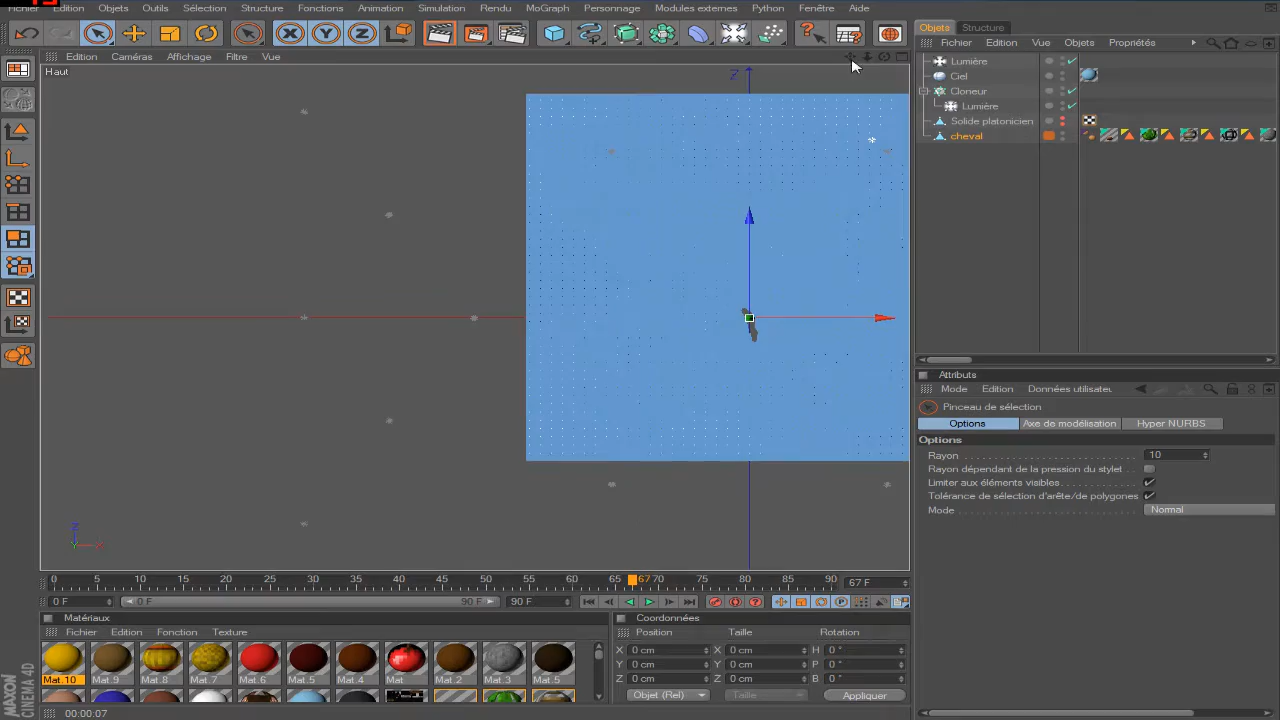 Fichier Edition Objets Outils Sélection Structure Fonctions Animation Simulation Rendu MoGraph Personnage Modules externes Python Fenêtre Aide
Edition Caméras Affichage Filtre Vue
Haut
Z
X
Objets Structure
Fichier Edition Vue Objets Propriétés
Lumière
Ciel
Cloneur
Lumière
Solide platonicien
cheval
Attributs
Mode Edition Données utilisateu
Pinceau de sélection
Options Axe de modélisation Hyper NURBS
Options
Rayon 10
Rayon dépendant de la pression du stylet
Limiter aux éléments visibles
Tolérance de sélection d'arête/de polygones
Mode Normal
0 5 10 15 20 25 30 35 40 45 50 55 60 65 67 70 75 80 85 90 67 F
0 F 0 F 90 F 90 F
Matériaux
Fichier Edition Fonction Texture
Mat.10 Mat.9 Mat.8 Mat.7 Mat.6 Mat.5 Mat.4 Mat Mat.2 Mat.3 Mat.5
Coordonnées
Position Taille Rotation
X 0 cm X 0 cm H 0 °
Y 0 cm Y 0 cm P 0 °
Z 0 cm Z 0 cm B 0 °
Objet (Rel) Taille Appliquer
00:00:07
MAXON
CINEMA 4D